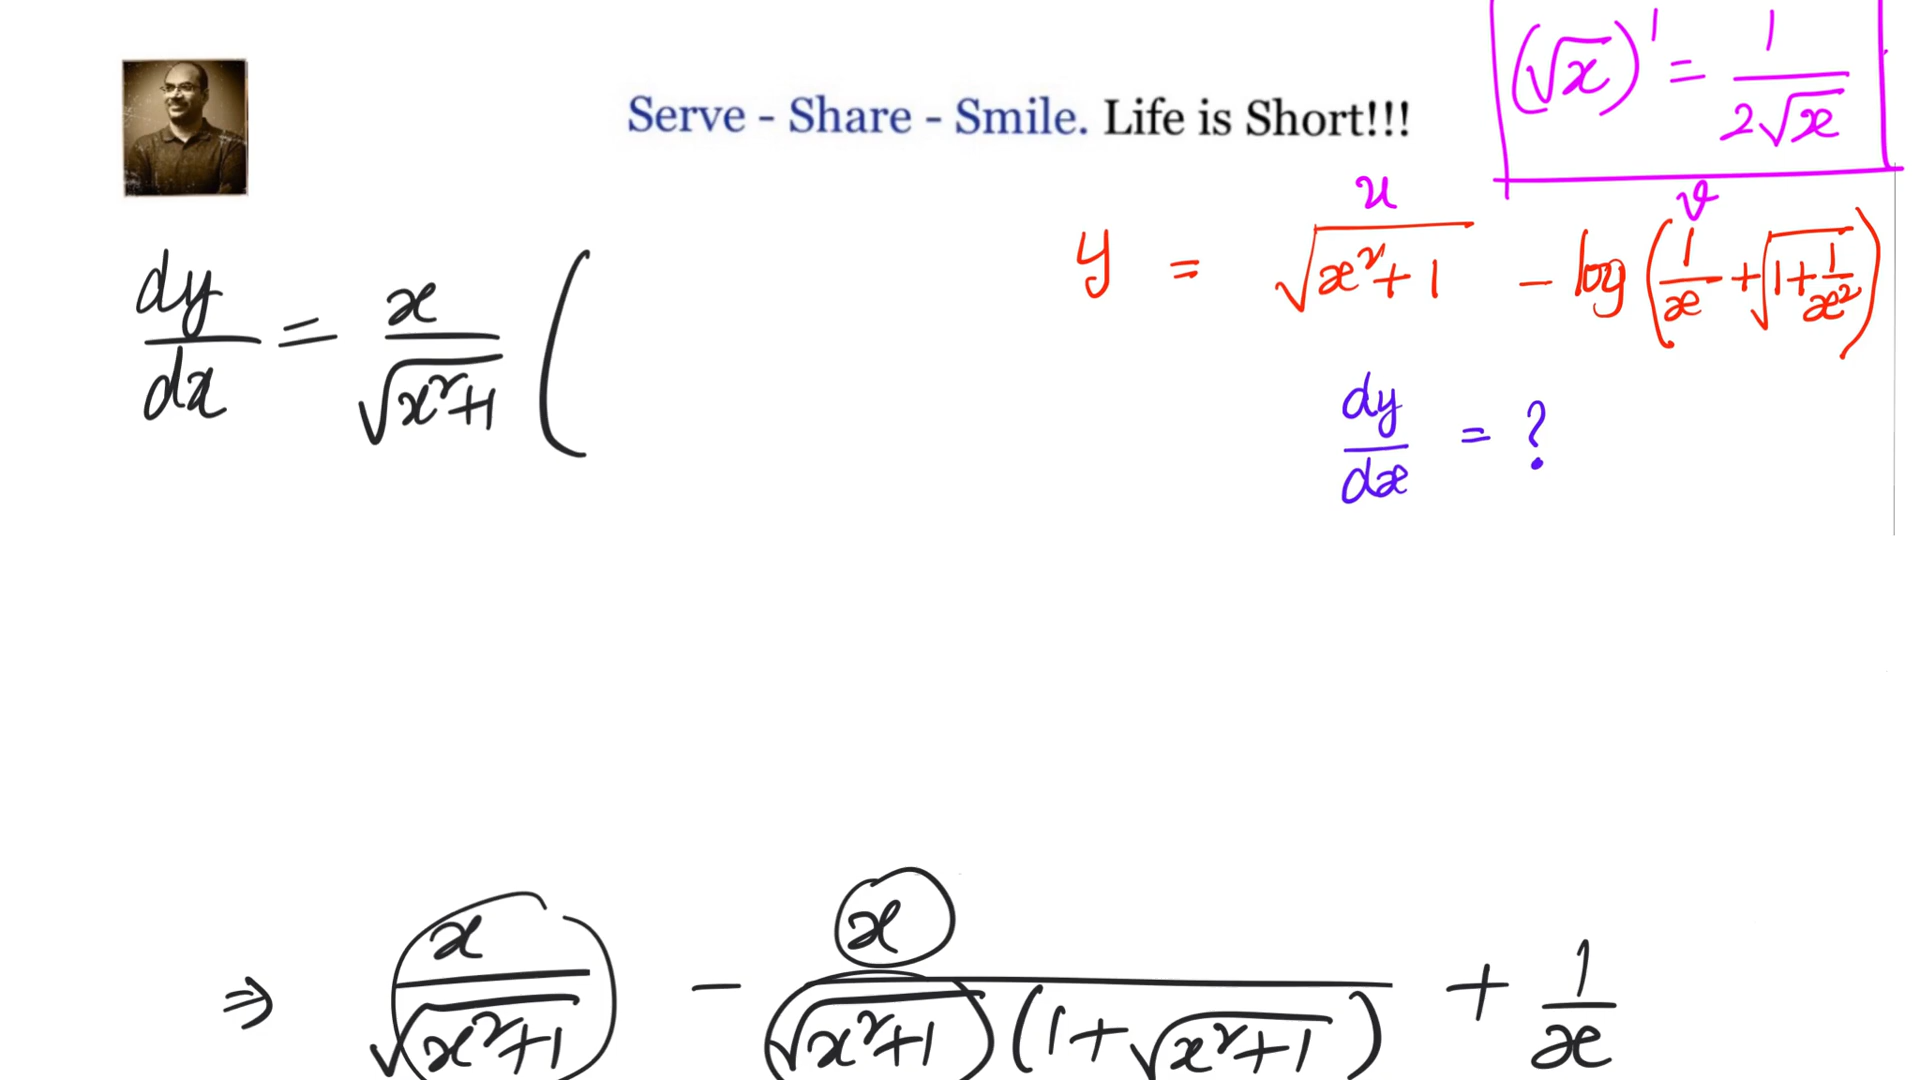 (√x)' = 1/(2√x)
Serve - Share - Smile. Life is Short!!!
u v
y = √(x²+1) - log(1/x + √(1+1/x²))
dy/dx = x/√(x²+1) (
dy/dx = ?
⇒ x/√(x²+1) - x/((√(x²+1))(1+√(x²+1))) + 1/x